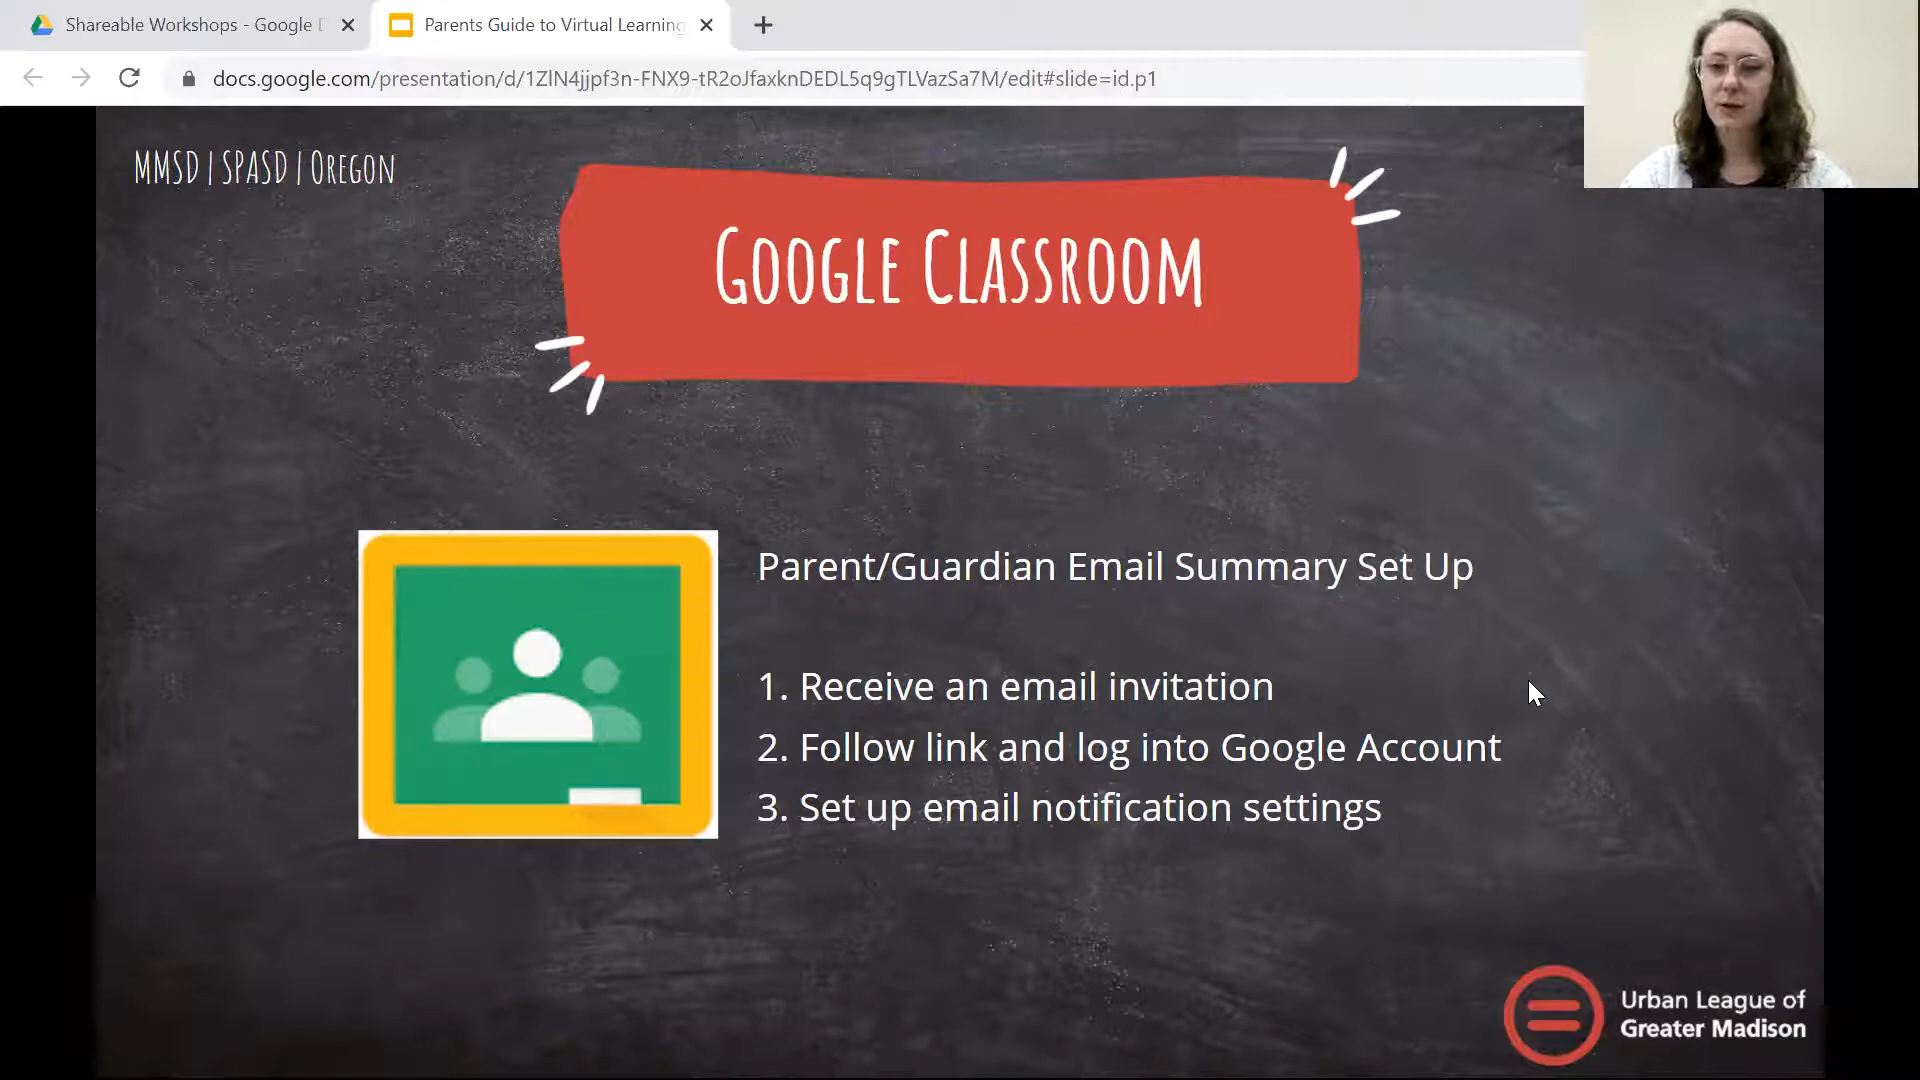 Shareable Workshops - Google
Parents Guide to Virtual Learning
docs.google.com/presentation/d/1ZlN4jjpf3n-FNX9-tR2oJfaxknDEDL5q9gTLVazSa7M/edit#slide=id.p1
MMSD | SPASD | Oregon
Google Classroom
Parent/Guardian Email Summary Set Up
1. Receive an email invitation
2. Follow link and log into Google Account
3. Set up email notification settings
Urban League of
Greater Madison